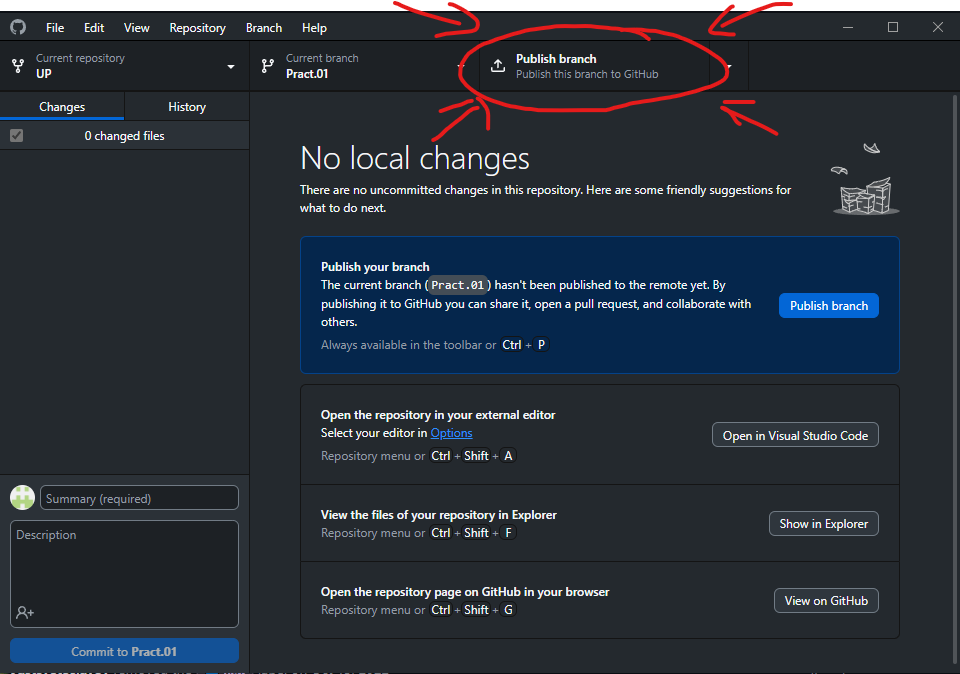 File Edit View Repository Branch Help
Current repository
UP
Current branch
Pract.01
Publish branch
Publish this branch to GitHub
Changes History
0 changed files
No local changes
There are no uncommitted changes in this repository. Here are some friendly suggestions for
what to do next.
Publish your branch
The current branch (Pract.01) hasn't been published to the remote yet. By
publishing it to GitHub you can share it, open a pull request, and collaborate with
others.
Always available in the toolbar or Ctrl + P
Publish branch
Open the repository in your external editor
Select your editor in Options
Repository menu or Ctrl + Shift + A
Open in Visual Studio Code
View the files of your repository in Explorer
Repository menu or Ctrl + Shift + F
Show in Explorer
Open the repository page on GitHub in your browser
Repository menu or Ctrl + Shift + G
View on GitHub
Summary (required)
Description
Commit to Pract.01